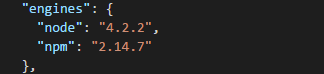 "engines": {
"node": "4.2.2",
"npm": "2.14.7"
},